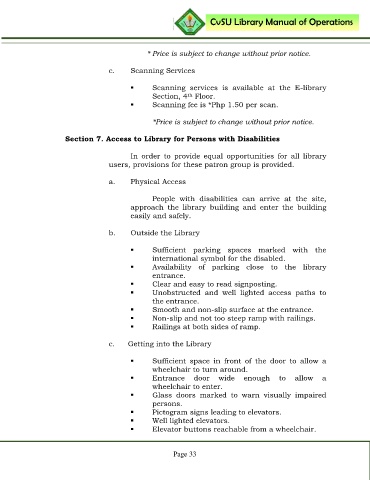 CvSU Library Manual of Operations
* Price is subject to change without prior notice.
c. Scanning Services
▪ Scanning services is available at the E-library
Section, 4th Floor.
▪ Scanning fee is *Php 1.50 per scan.
*Price is subject to change without prior notice.
Section 7. Access to Library for Persons with Disabilities
In order to provide equal opportunities for all library
users, provisions for these patron group is provided.
a. Physical Access
People with disabilities can arrive at the site,
approach the library building and enter the building
easily and safely.
b. Outside the Library
▪ Sufficient parking spaces marked with the
international symbol for the disabled.
▪ Availability of parking close to the library
entrance.
▪ Clear and easy to read signposting.
▪ Unobstructed and well lighted access paths to
the entrance.
▪ Smooth and non-slip surface at the entrance.
▪ Non-slip and not too steep ramp with railings.
▪ Railings at both sides of ramp.
c. Getting into the Library
▪ Sufficient space in front of the door to allow a
wheelchair to turn around.
▪ Entrance door wide enough to allow a
wheelchair to enter.
▪ Glass doors marked to warn visually impaired
persons.
▪ Pictogram signs leading to elevators.
▪ Well lighted elevators.
▪ Elevator buttons reachable from a wheelchair.
Page 33